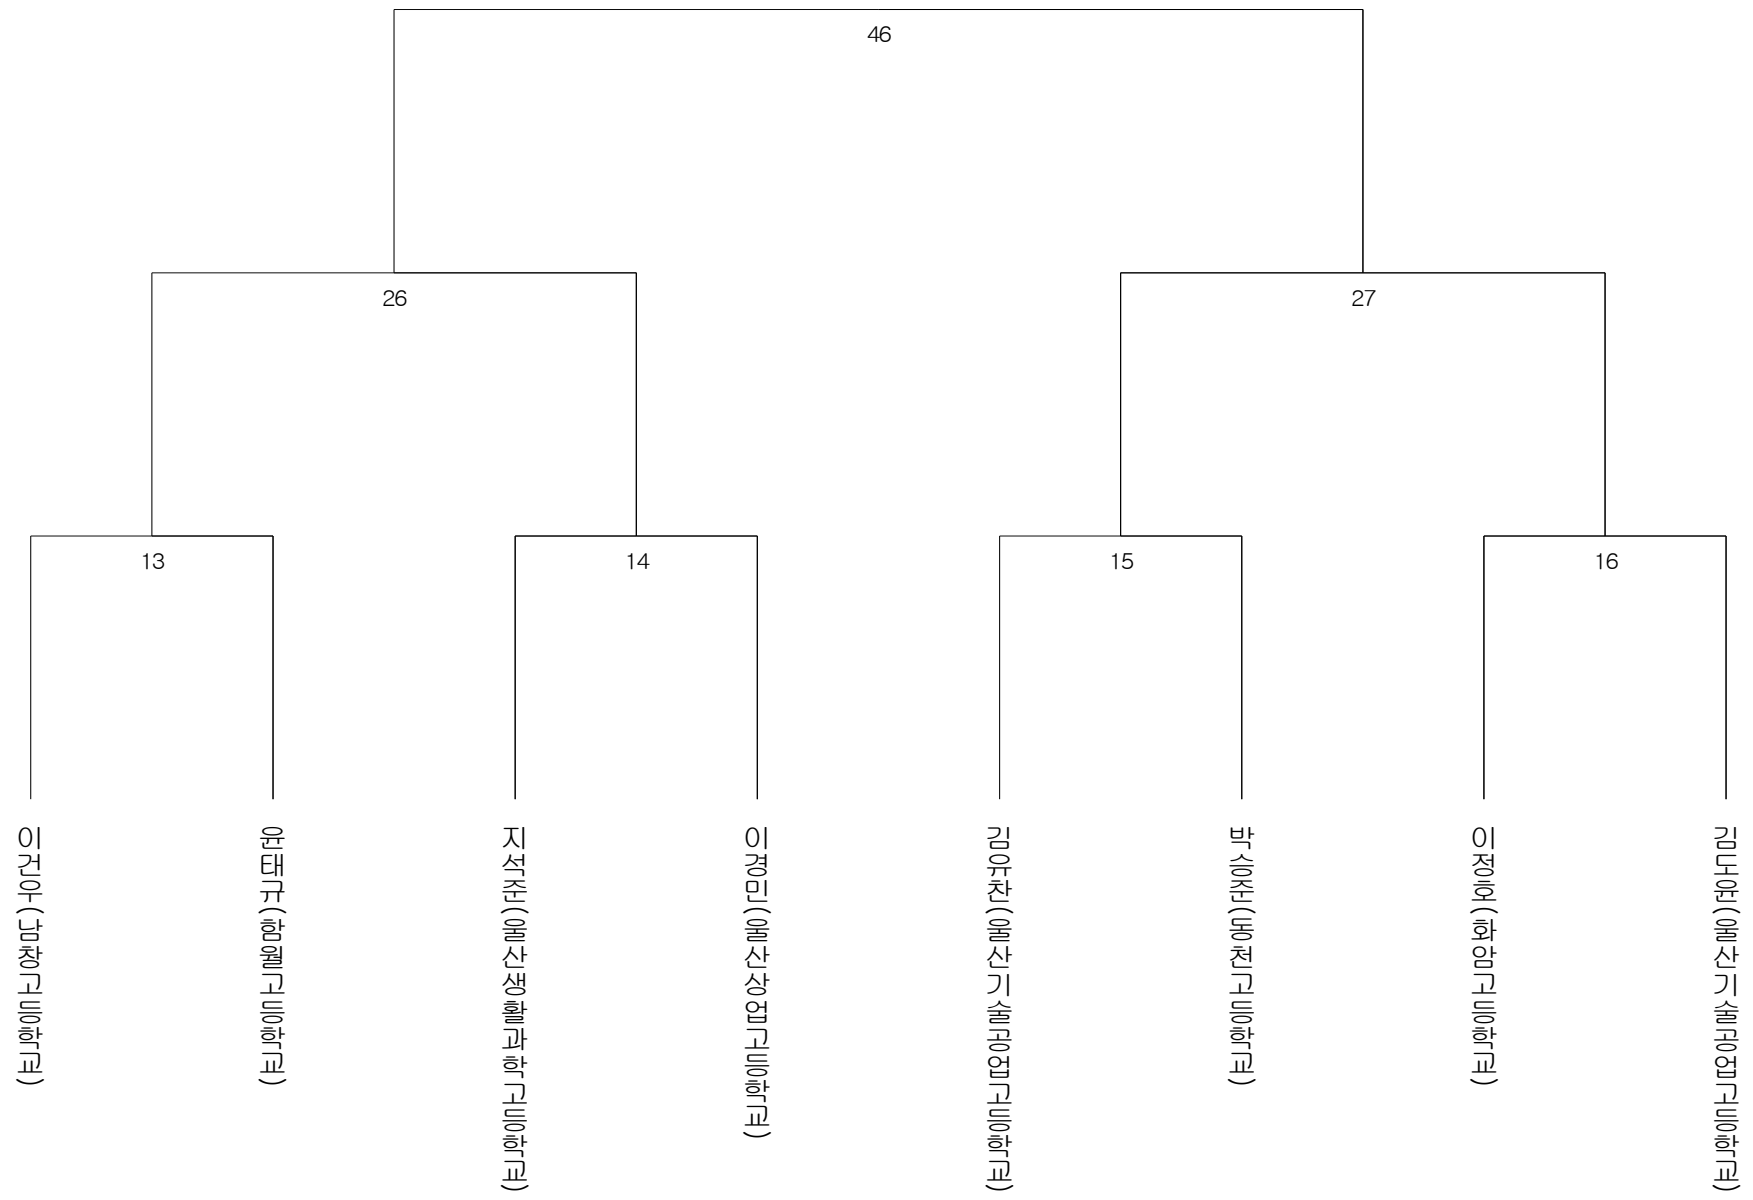 46
26
27
13
14
15
16
이건우(남창고등학교)
윤태규(함월고등학교)
지석준(울산생활과학고등학교)
이경민(울산상업고등학교)
김유찬(울산기술공업고등학교)
박승준(동천고등학교)
이정호(화암고등학교)
김도윤(울산기술공업고등학교)